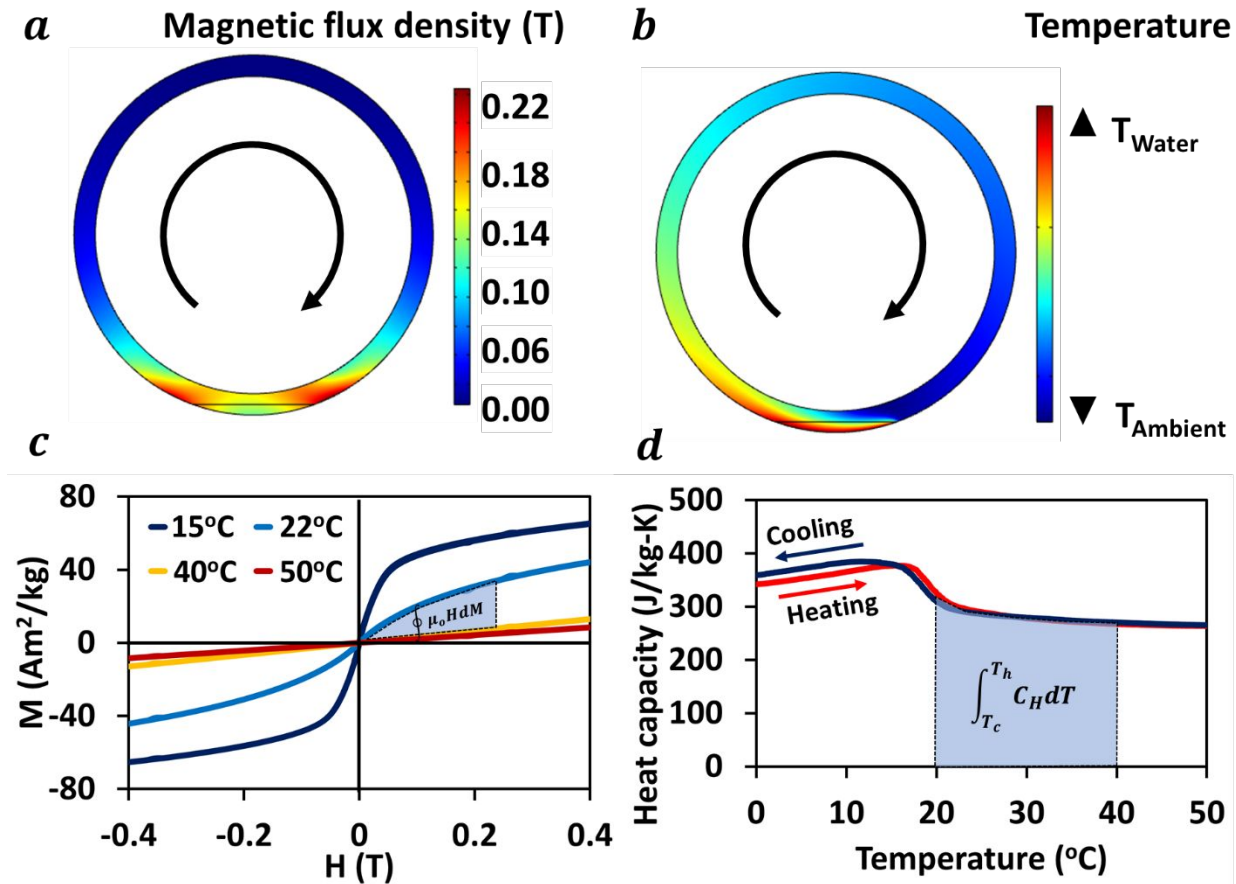 a Magnetic flux density (T)
0.22
0.18
0.14
0.10
0.06
0.00
b Temperature
▲ T_Water
▼ T_Ambient
c
80
40
0
-40
-80
M (Am²/kg)
15°C 22°C
40°C 50°C
∮ μ₀HdM
-0.4 -0.2 0 0.2 0.4
H (T)
d
500
400
300
200
100
0
Heat capacity (J/kg-K)
Cooling
Heating
∫_{T_c}^{T_h} C_H dT
0 10 20 30 40 50
Temperature (°C)